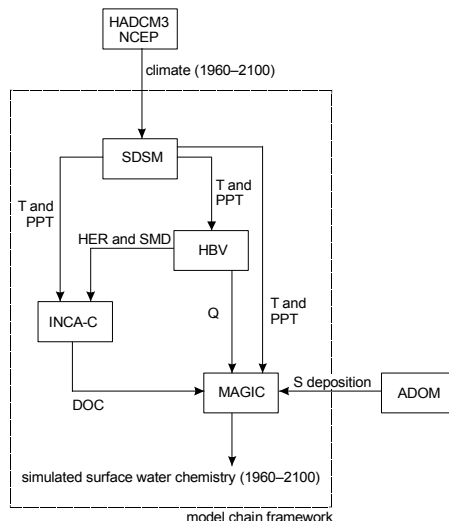 HADCM3
NCEP
climate (1960–2100)
SDSM
T and
PPT
T and
PPT
HER and SMD
HBV
Q
T and
PPT
INCA-C
DOC
MAGIC
S deposition
ADOM
simulated surface water chemistry (1960–2100)
model chain framework